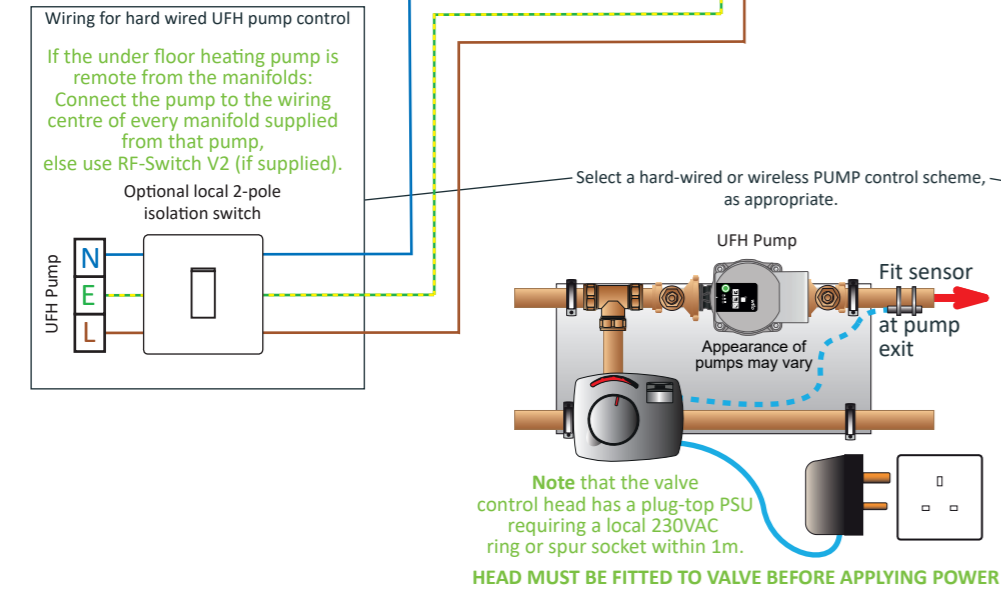 Wiring for hard wired UFH pump control
If the under floor heating pump is
remote from the manifolds:
Connect the pump to the wiring
centre of every manifold supplied
from that pump,
else use RF-Switch V2 (if supplied).
Optional local 2-pole
isolation switch
UFH Pump
N
E
L
Select a hard-wired or wireless PUMP control scheme,
as appropriate.
UFH Pump
Fit sensor
at pump
exit
Appearance of
pumps may vary
Note that the valve
control head has a plug-top PSU
requiring a local 230VAC
ring or spur socket within 1m.
HEAD MUST BE FITTED TO VALVE BEFORE APPLYING POWER